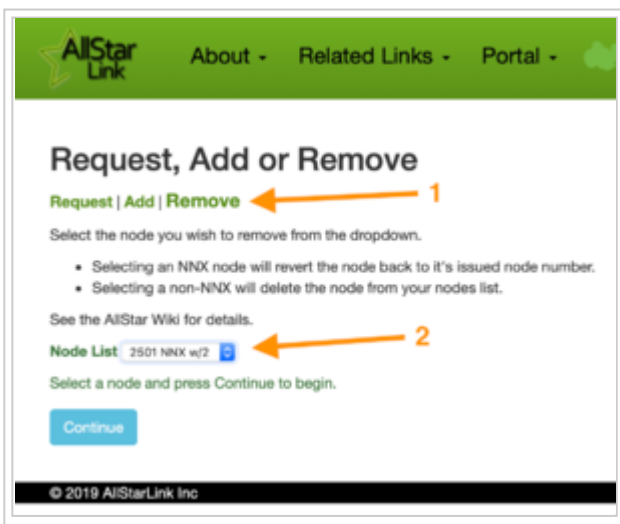 AllStar
Link
About Related Links Portal
Request, Add or Remove
Request | Add | Remove
1
Select the node you wish to remove from the dropdown.
• Selecting an NNX node will revert the node back to it's issued node number.
• Selecting a non-NNX will delete the node from your nodes list.
See the AllStar Wiki for details.
2
Node List 2501 NNX w/2
Select a node and press Continue to begin.
Continue
© 2019 AllStarLink Inc